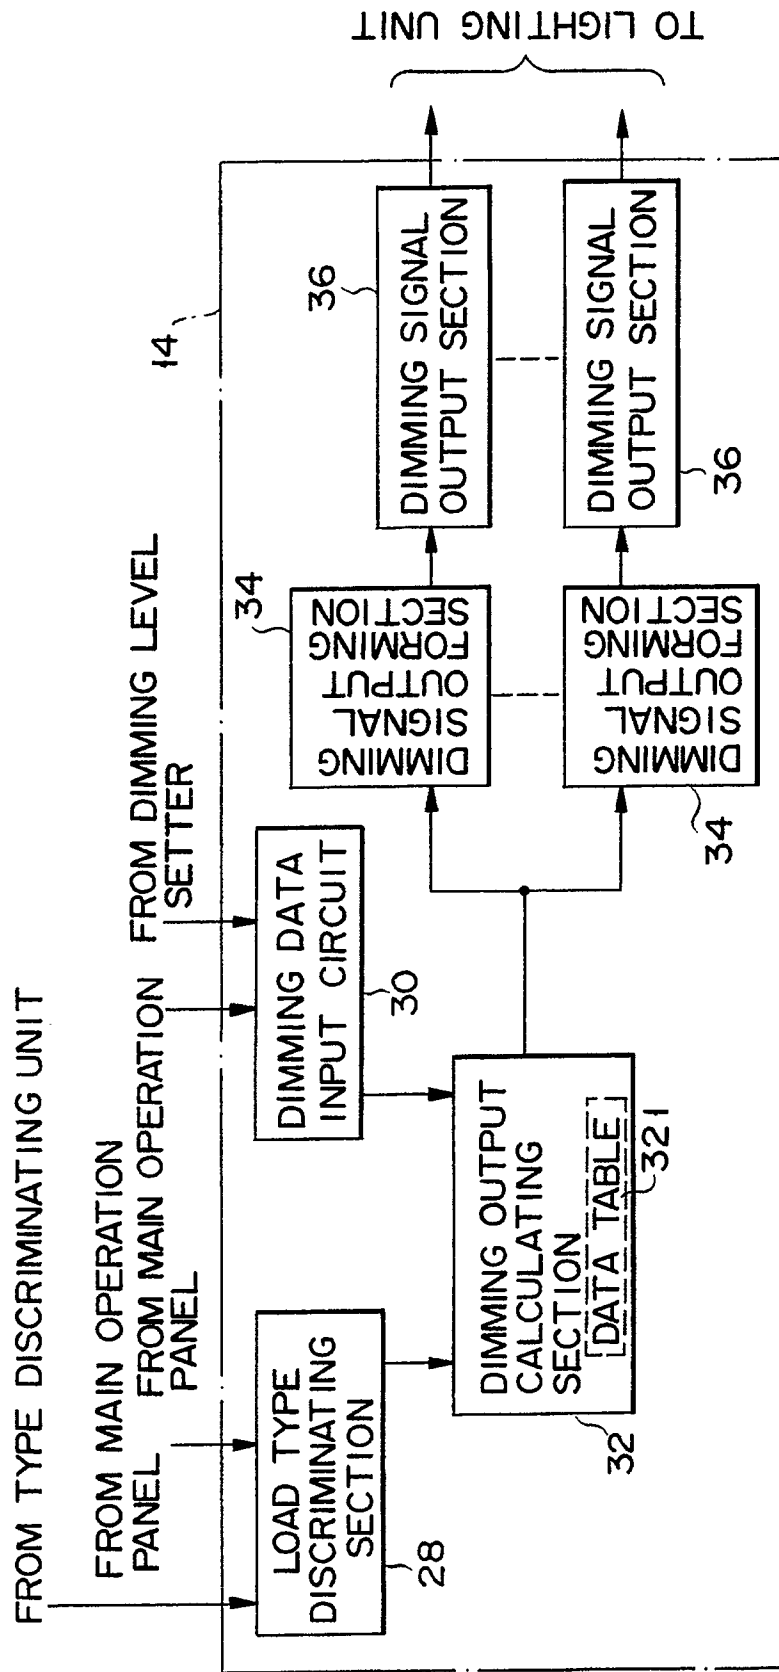 FROM TYPE DISCRIMINATING UNIT
FROM MAIN OPERATION
PANEL
FROM MAIN OPERATION
PANEL
FROM DIMMING LEVEL
SETTER
14
LOAD TYPE
DISCRIMINATING
SECTION
28
DIMMING DATA
INPUT CIRCUIT
30
DIMMING OUTPUT
CALCULATING
SECTION
DATA TABLE
321
32
DIMMING
SIGNAL
OUTPUT
FORMING
SECTION
34
DIMMING
SIGNAL
OUTPUT
FORMING
SECTION
34
DIMMING SIGNAL
OUTPUT SECTION
36
DIMMING SIGNAL
OUTPUT SECTION
36
TO LIGHTING UNIT